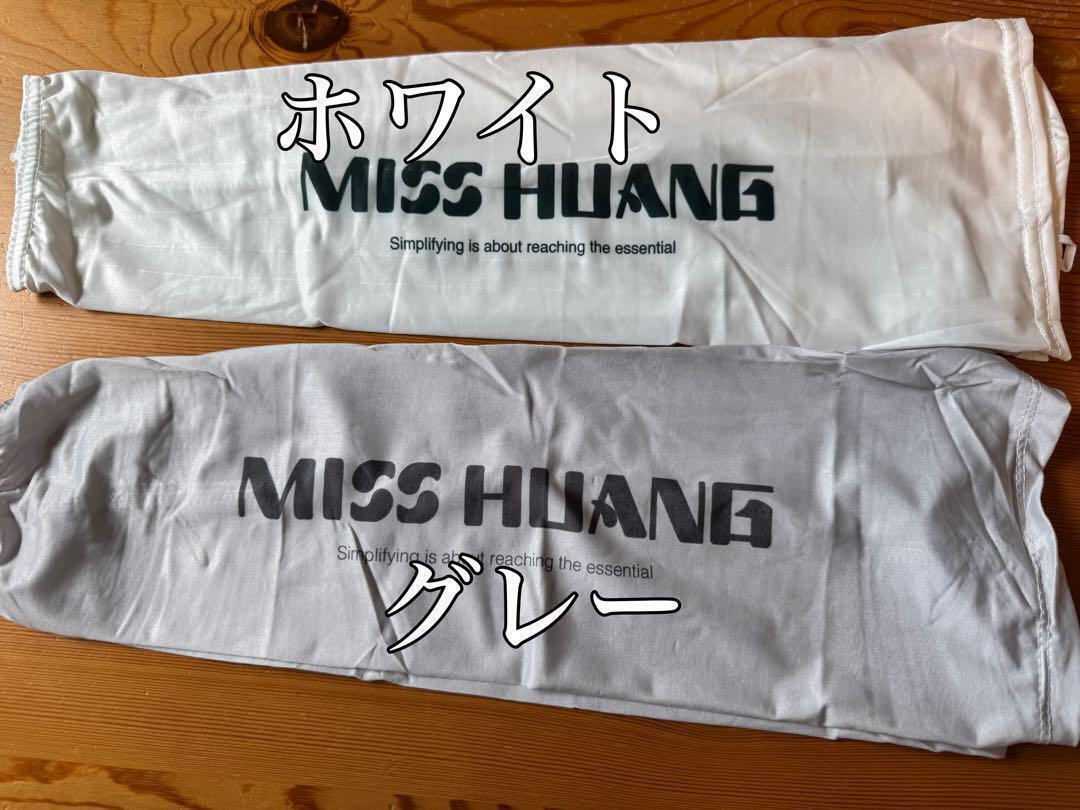 ホワイト
MISS HUANG
Simplifying is about reaching the essential
MISS HUANG
Simplifying is about reaching the essential
グレー